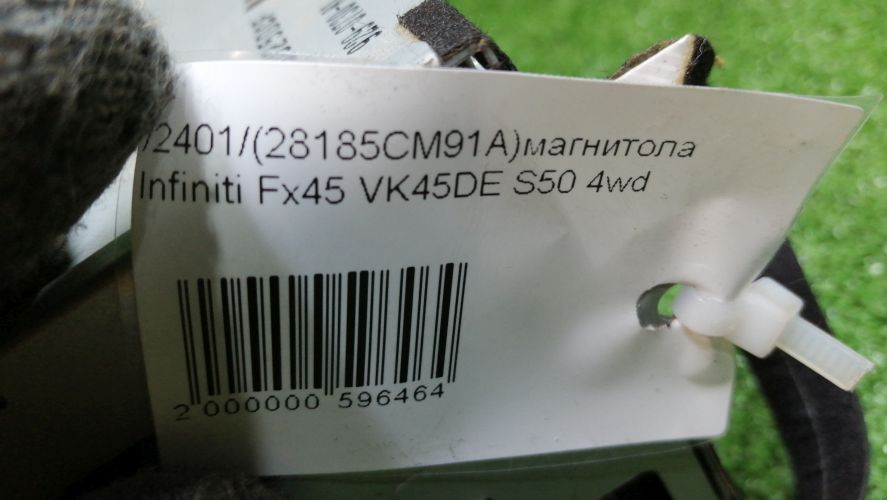 /2401/(28185CM91A)магнитола
Infiniti Fx45 VK45DE S50 4wd
2 000000 596464